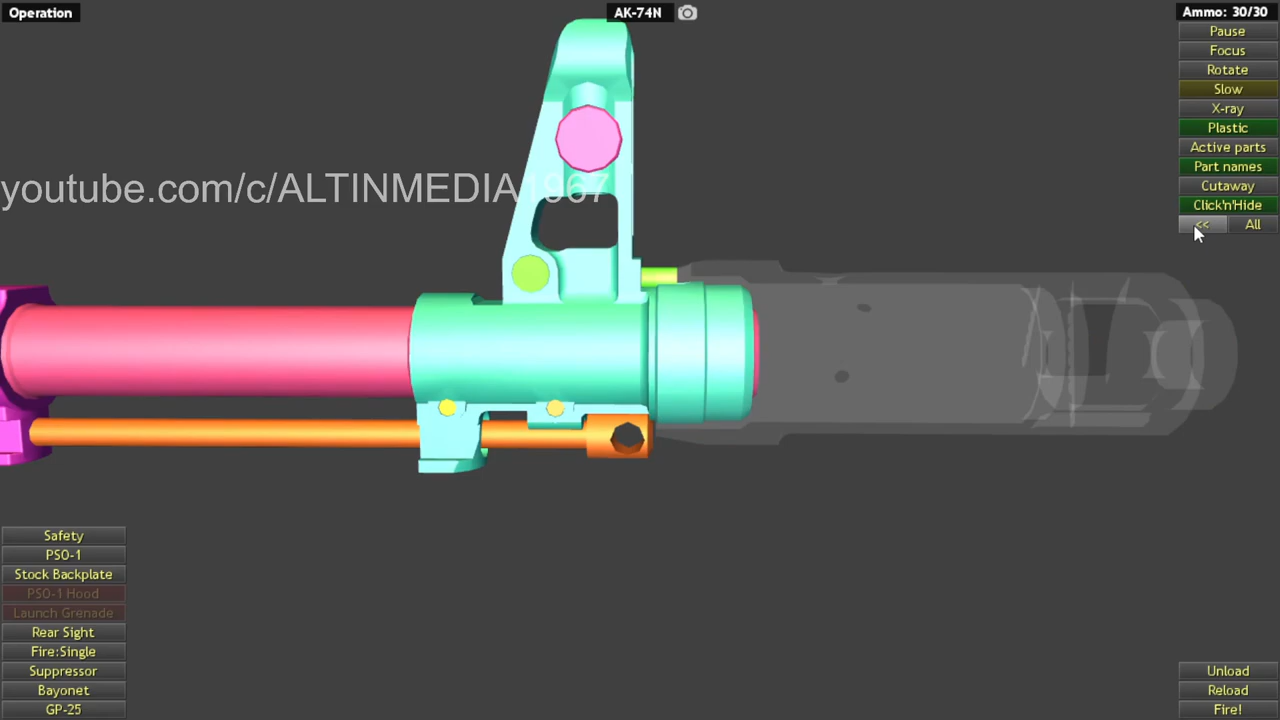 Operation
AK-74N
Ammo: 30/30
Pause
Focus
Rotate
Slow
X-ray
Plastic
Active parts
Part names
Cutaway
Click'n'Hide
<< All
youtube.com/c/ALTINMEDIA1967
Safety
PSO-1
Stock Backplate
PSO-1 Hood
Launch Grenade
Rear Sight
Fire:Single
Suppressor
Bayonet
GP-25
Unload
Reload
Fire!